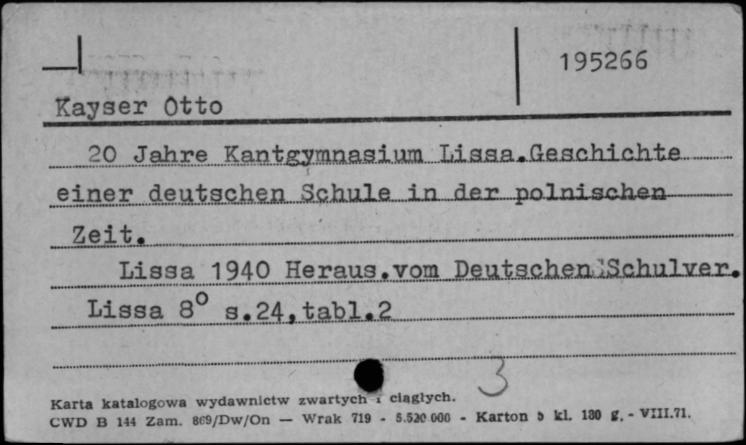 195266
Kayser Otto
20 Jahre Kantgymnasium Lissa.Geschichte
einer deutschen Schule in der polnischen
Zeit.
Lissa 1940 Heraus.vom Deutschen Schulver.
Lissa 8° s.24,tabl.2
3
Karta katalogowa wydawnictw zwartych i ciągłych.
CWD B 144 Zam. 869/Dw/On — Wrak 719 - 5.520.000 - Karton b kl. 180 g. - VIII.71.